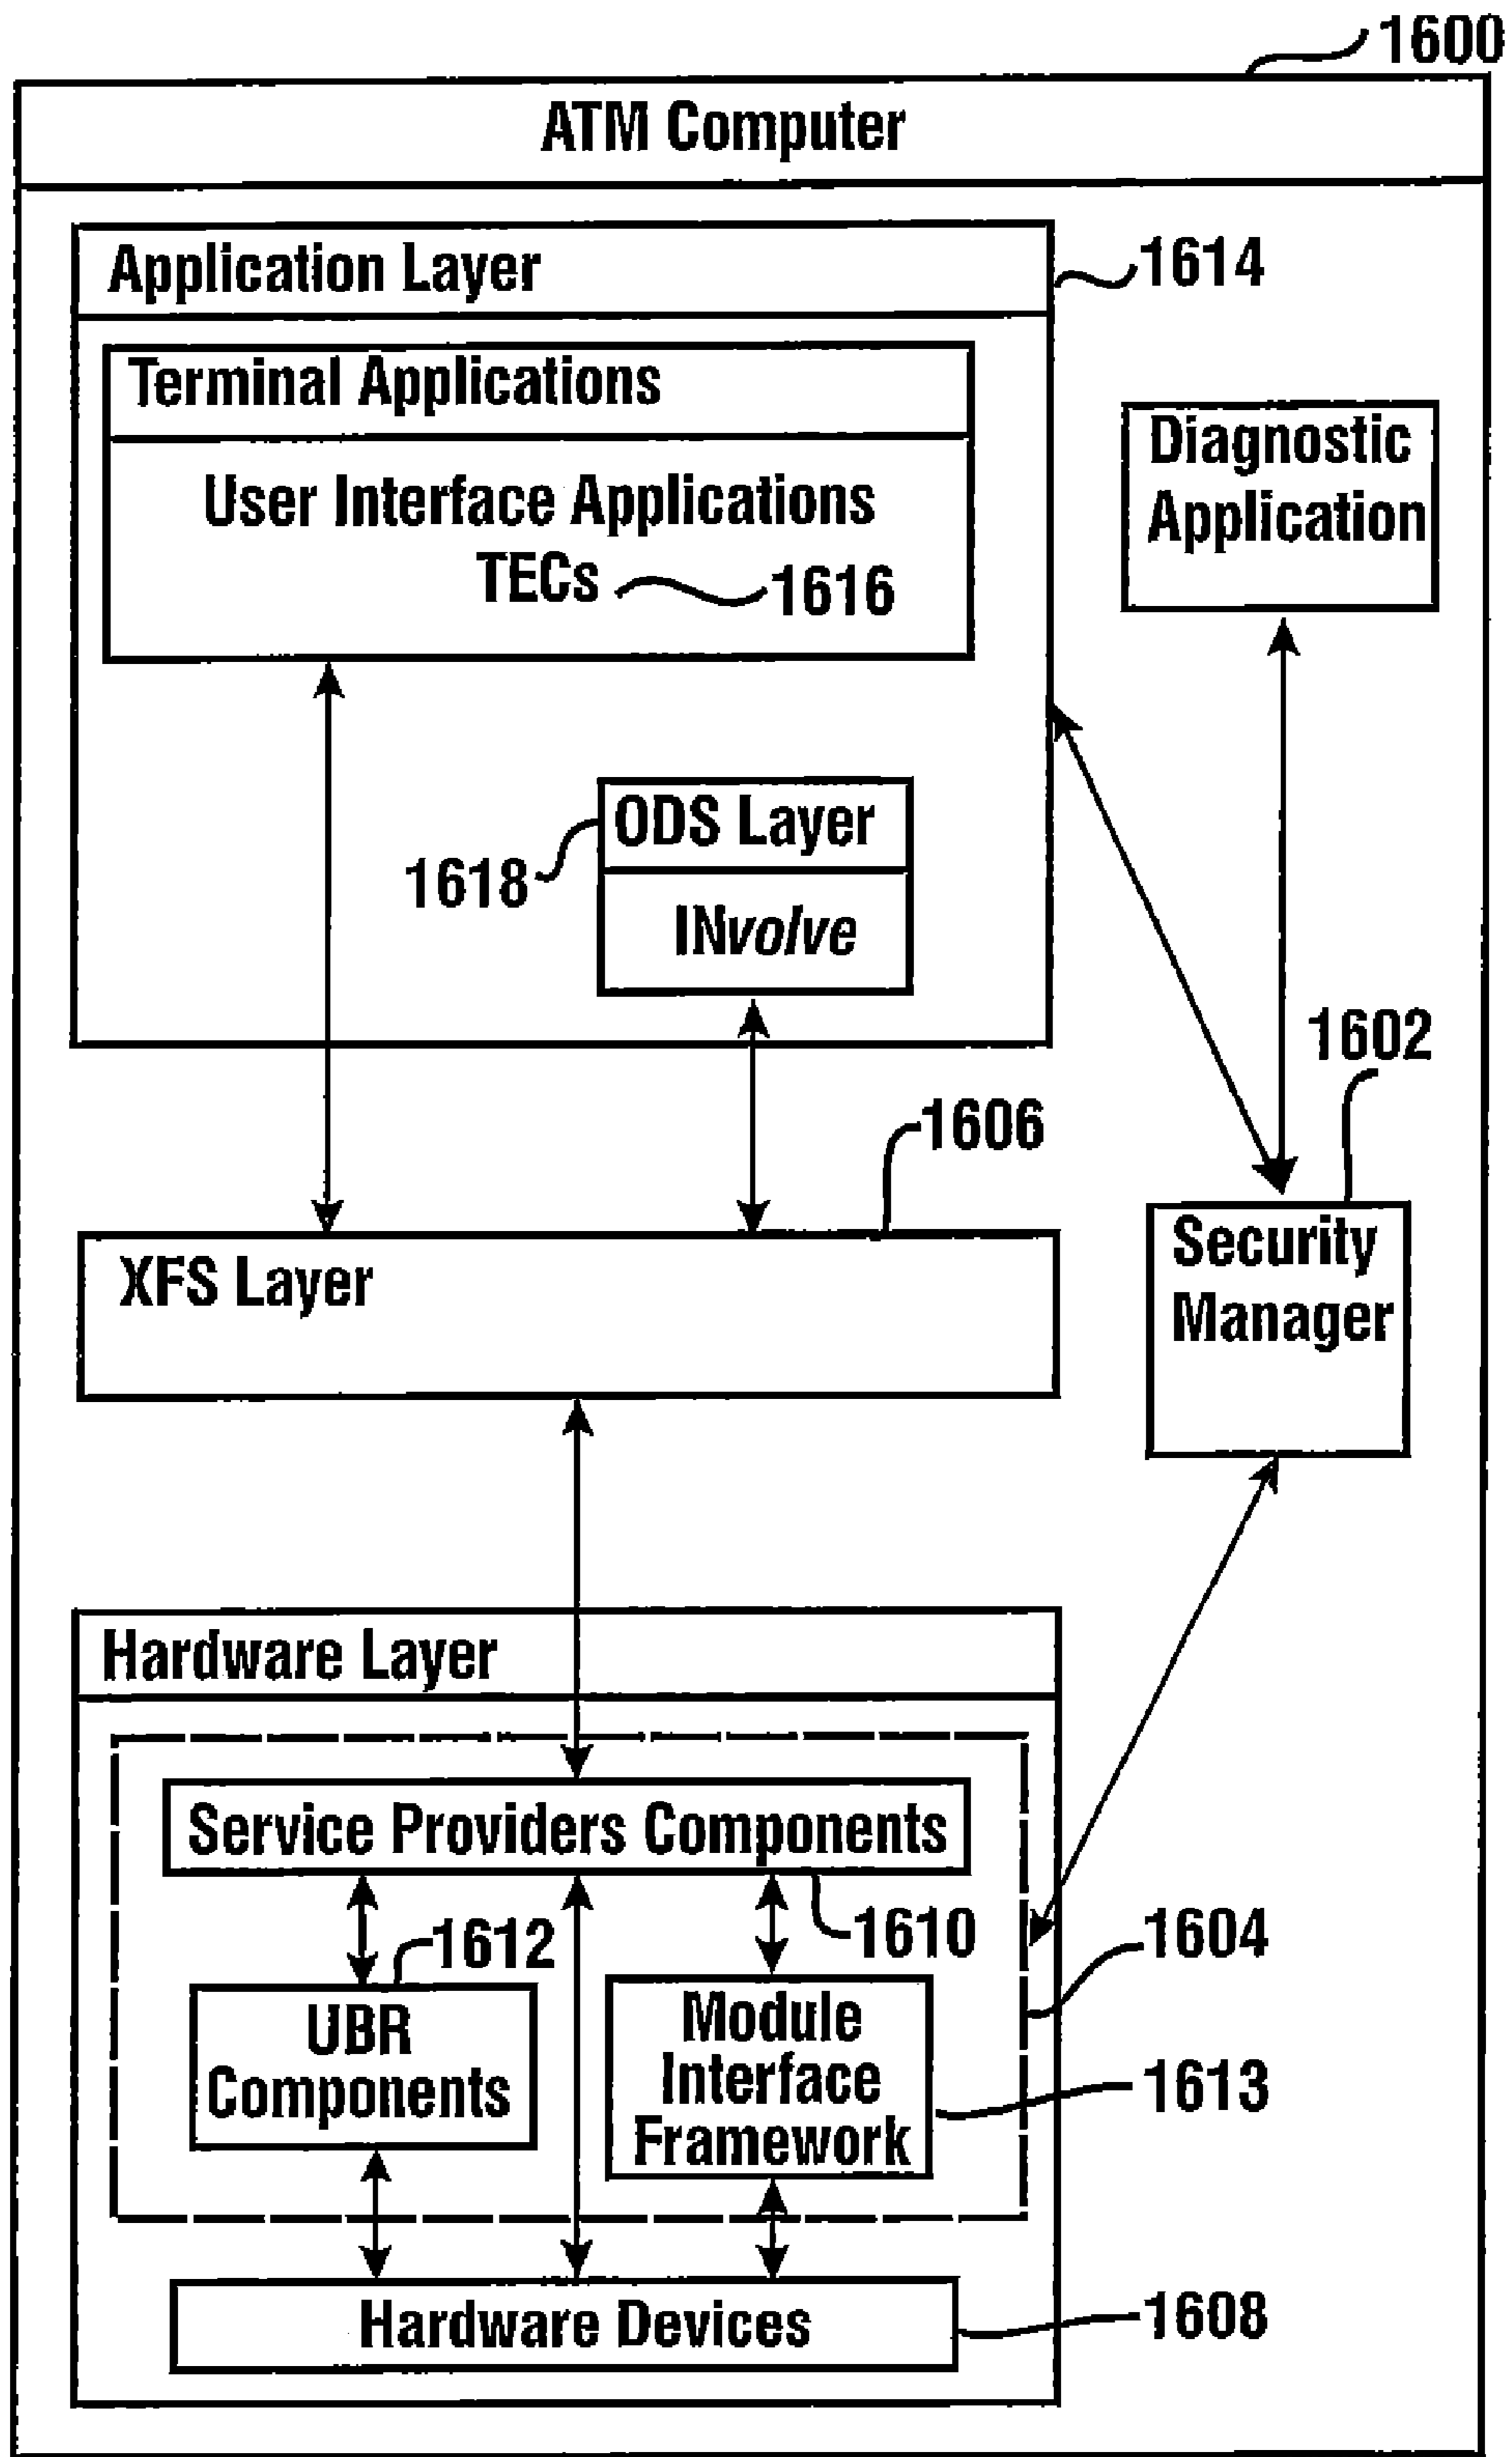 1600
ATM Computer
Application Layer
1614
Terminal Applications
User Interface Applications
TECs
1616
Diagnostic
Application
ODS Layer
1618
INvolve
1602
1606
XFS Layer
Security
Manager
Hardware Layer
Service Providers Components
1612
1610
1604
UBR
Components
Module
Interface
Framework
1613
Hardware Devices
1608